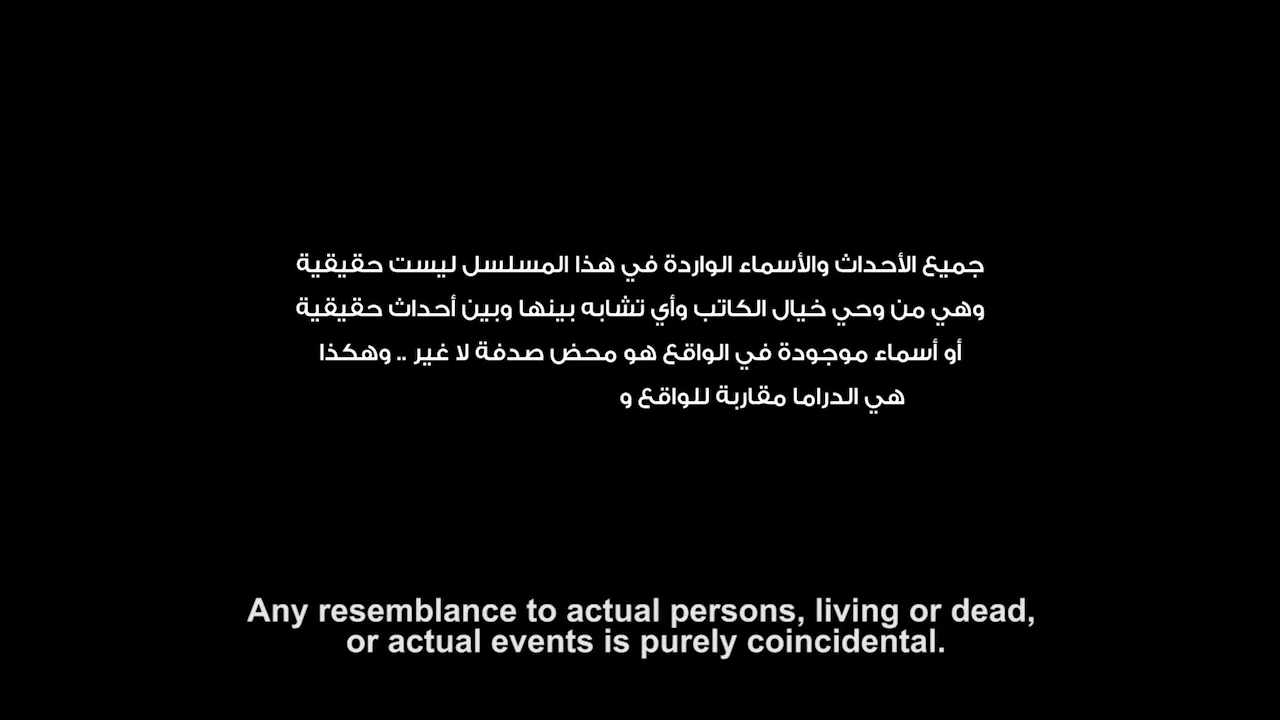 جميع الأحداث والأسماء الواردة في هذا المسلسل ليست حقيقية
وهي من وحي خيال الكاتب وأي تشابه بينها وبين أحداث حقيقية
أو أسماء موجودة في الواقع هو محض صدفة لا غير .. وهكذا
هي الدراما مقاربة للواقع و
Any resemblance to actual persons, living or dead,
or actual events is purely coincidental.